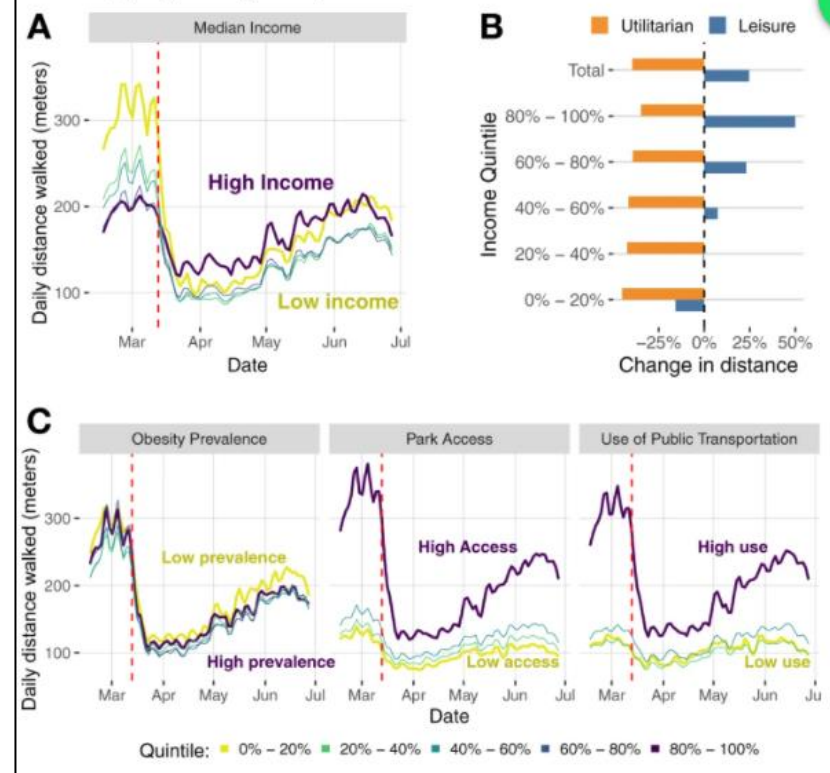 A
Median Income
Daily distance walked (meters)
300
200
100
High Income
Low income
Mar Apr May Jun Jul
Date
B
Utilitarian Leisure
Income Quintile
Total
80% − 100%
60% − 80%
40% − 60%
20% − 40%
0% − 20%
−25% 0% 25% 50%
Change in distance
C
Obesity Prevalence Park Access Use of Public Transportation
Daily distance walked (meters)
300
200
100
Low prevalence
High prevalence
High Access
Low access
High use
Low use
Mar Apr May Jun Jul Mar Apr May Jun Jul Mar Apr May Jun Ju
Date
Quintile: 0% − 20% 20% − 40% 40% − 60% 60% − 80% 80% − 100%